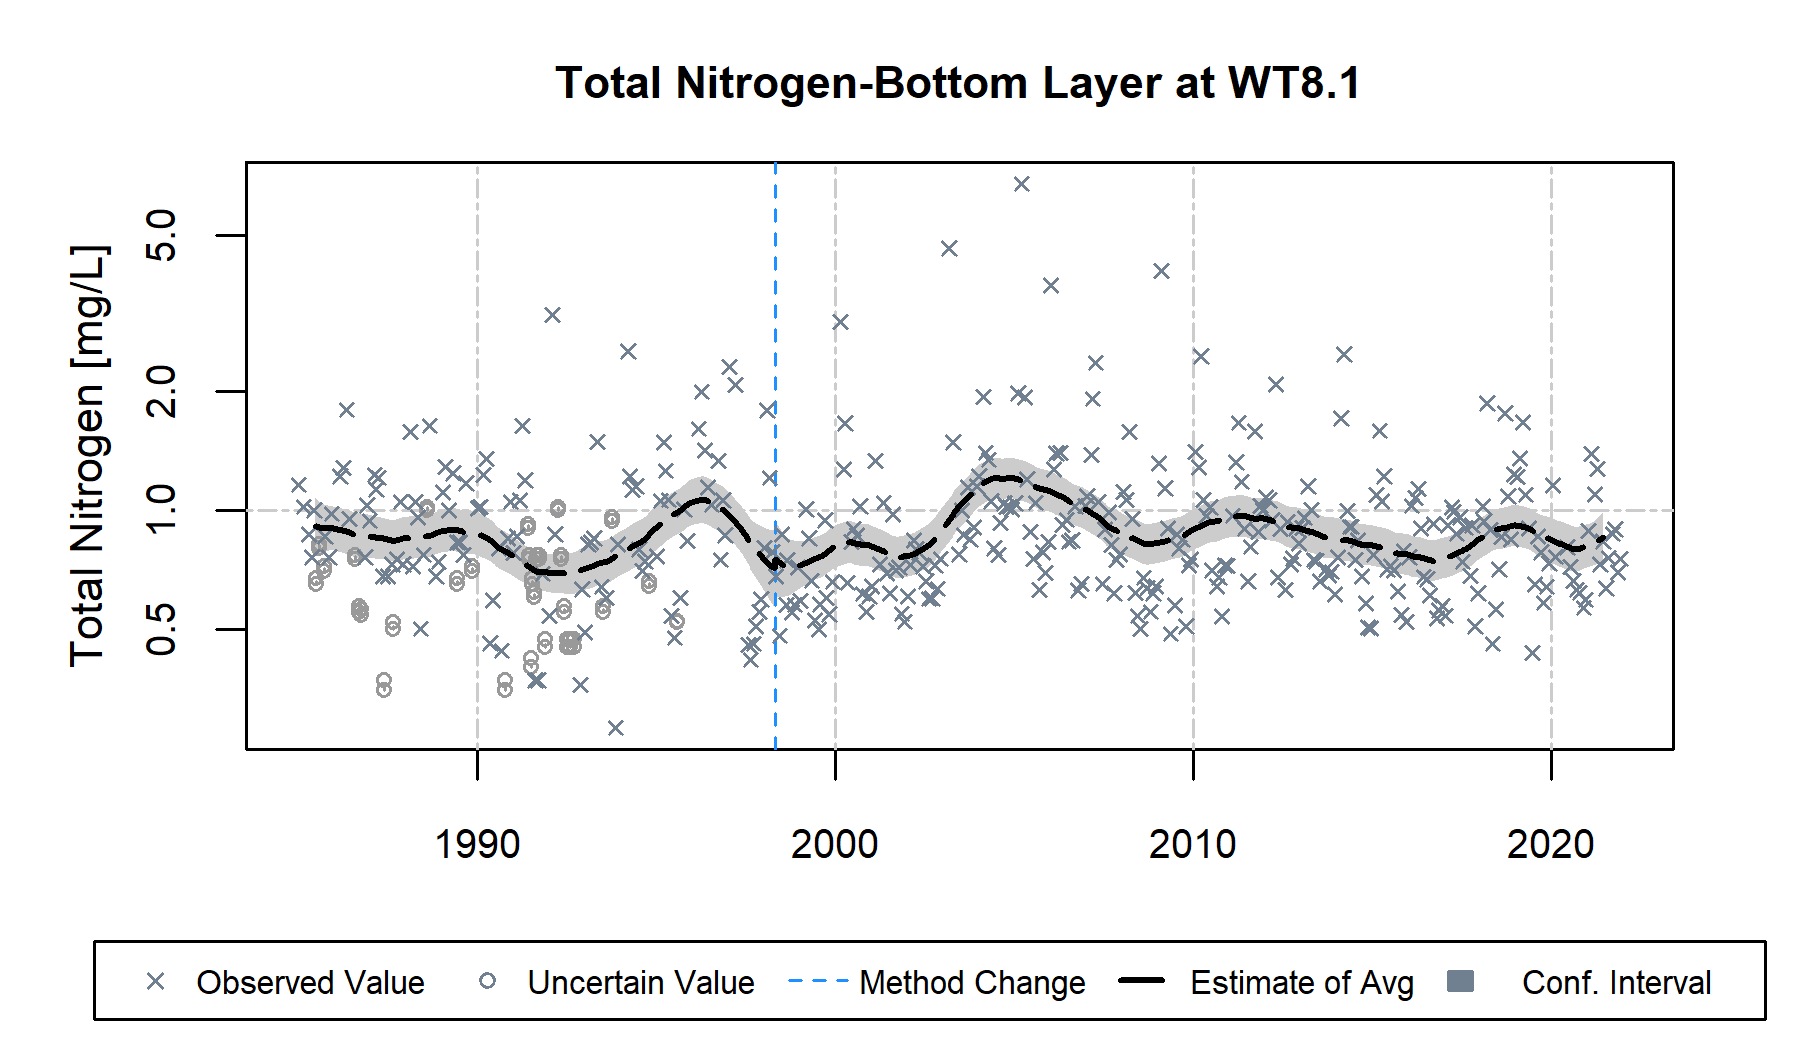 Total Nitrogen-Bottom Layer at WT8.1
Total Nitrogen [mg/L]
5.0
2.0
1.0
0.5
1990 2000 2010 2020
Observed Value Uncertain Value Method Change Estimate of Avg Conf. Interval